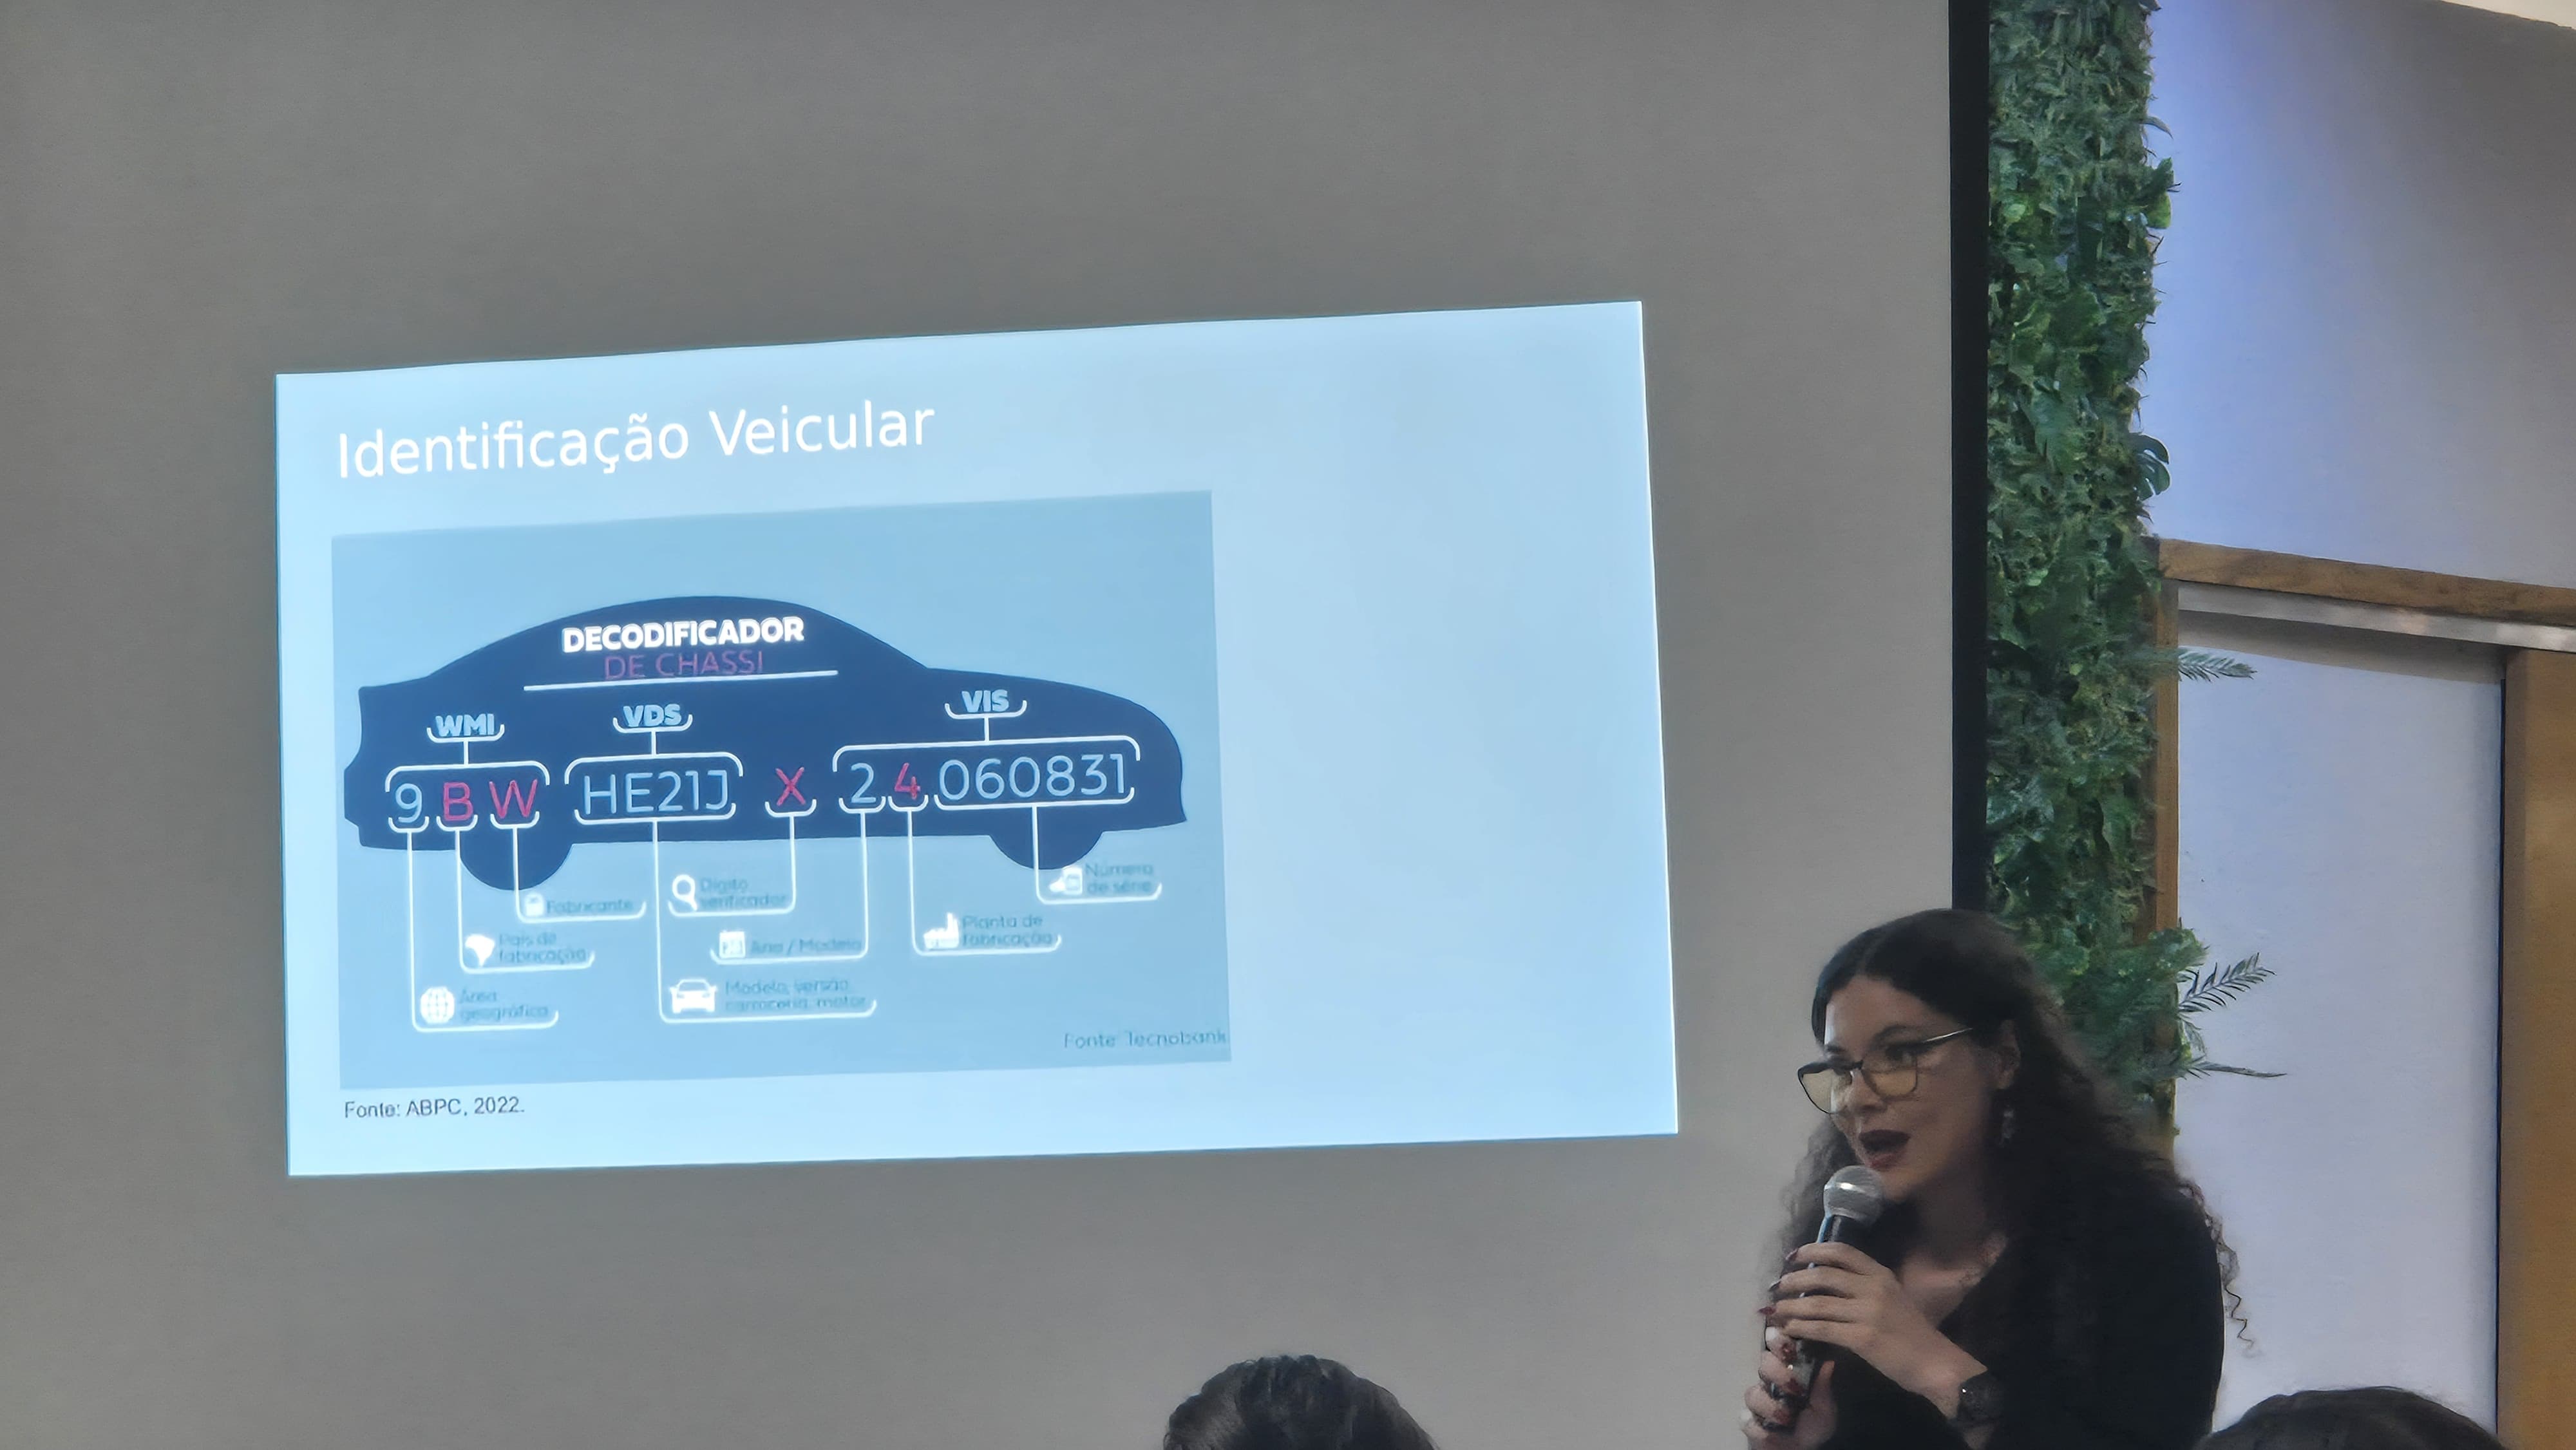 Identificação Veicular
DECODIFICADOR
DE CHASSI
WMI
VDS
VIS
9 B W HE21J X 2 4 060831
Fabricante
Dígito
verificador
Número
de série
País de
fabricação
Ano / Modelo
Planta de
fabricação
Área
geográfica
Modelo, versão,
carroceria, motor
Fonte Tecnobank
Fonte: ABPC, 2022.